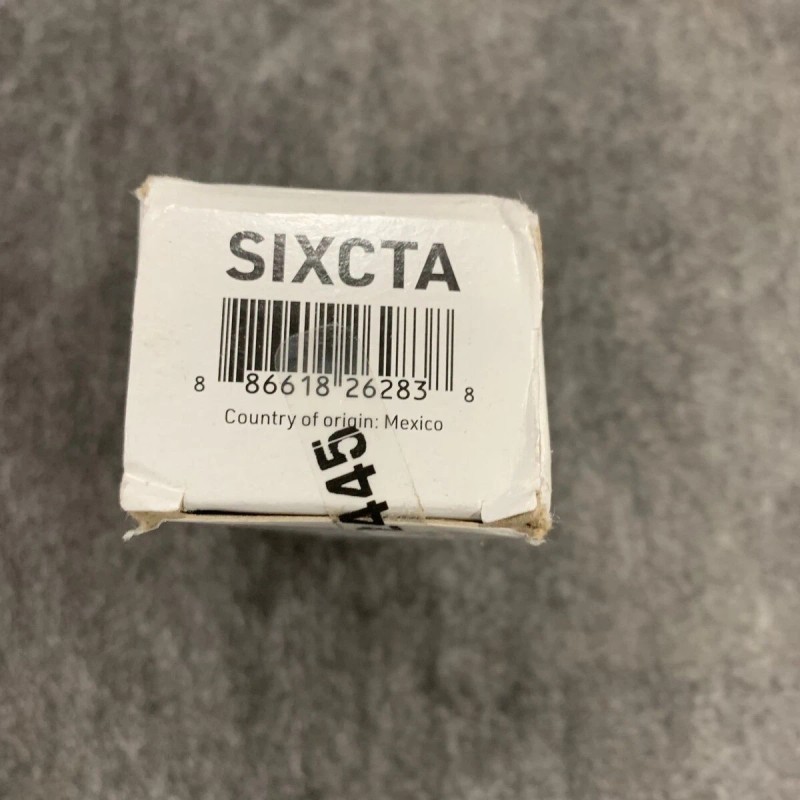 SIXCTA
8 86618 26283 8
Country of origin: Mexico
445